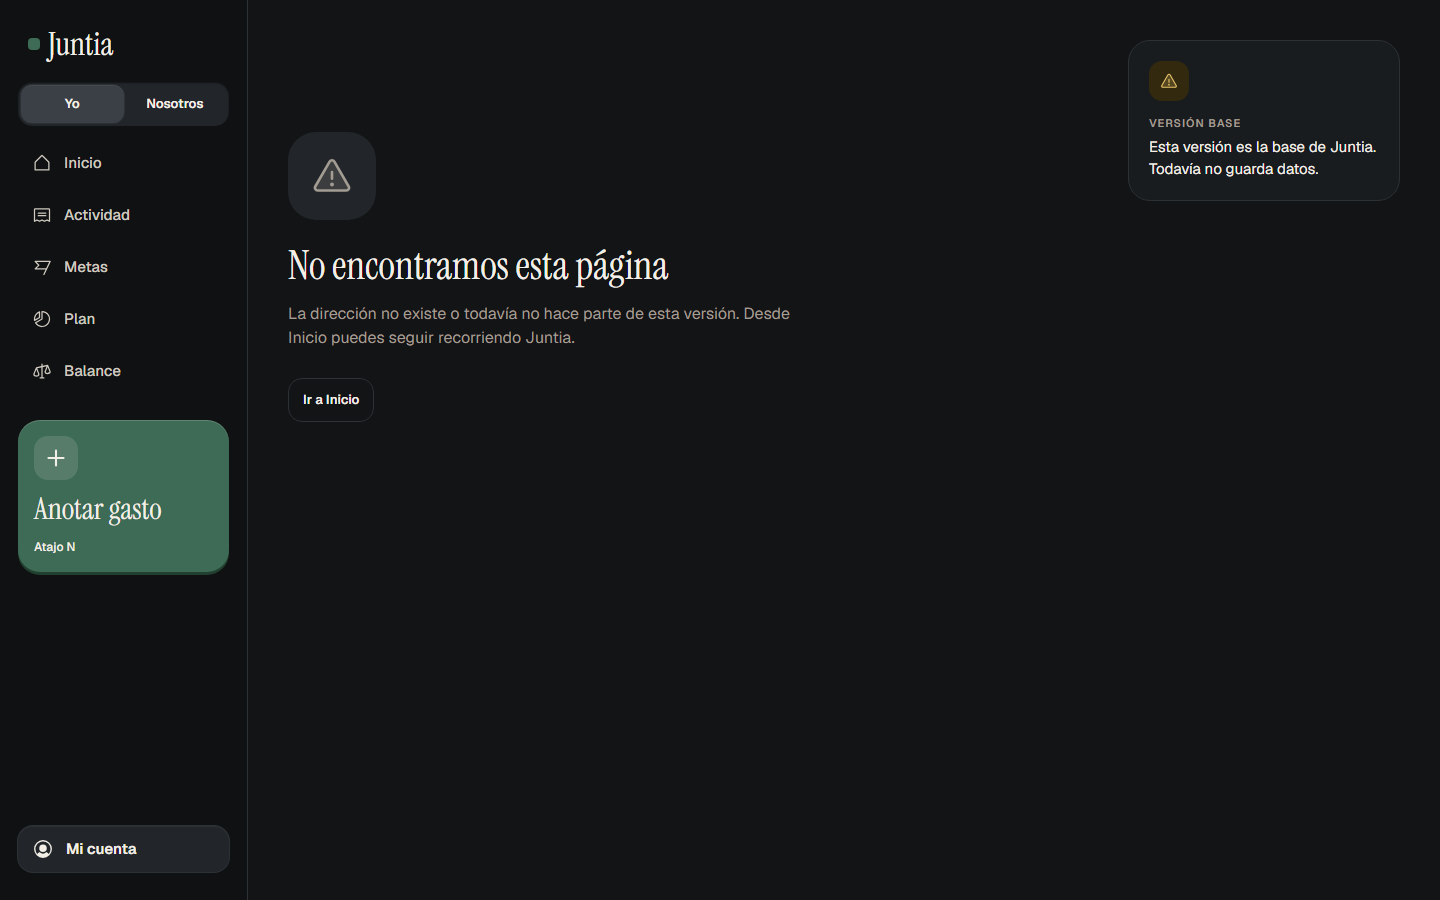 Juntia
Yo
Nosotros
Inicio
Actividad
Metas
Plan
Balance
Anotar gasto
Atajo N
Mi cuenta
No encontramos esta página
La dirección no existe o todavía no hace parte de esta versión. Desde
Inicio puedes seguir recorriendo Juntia.
Ir a Inicio
VERSIÓN BASE
Esta versión es la base de Juntia.
Todavía no guarda datos.